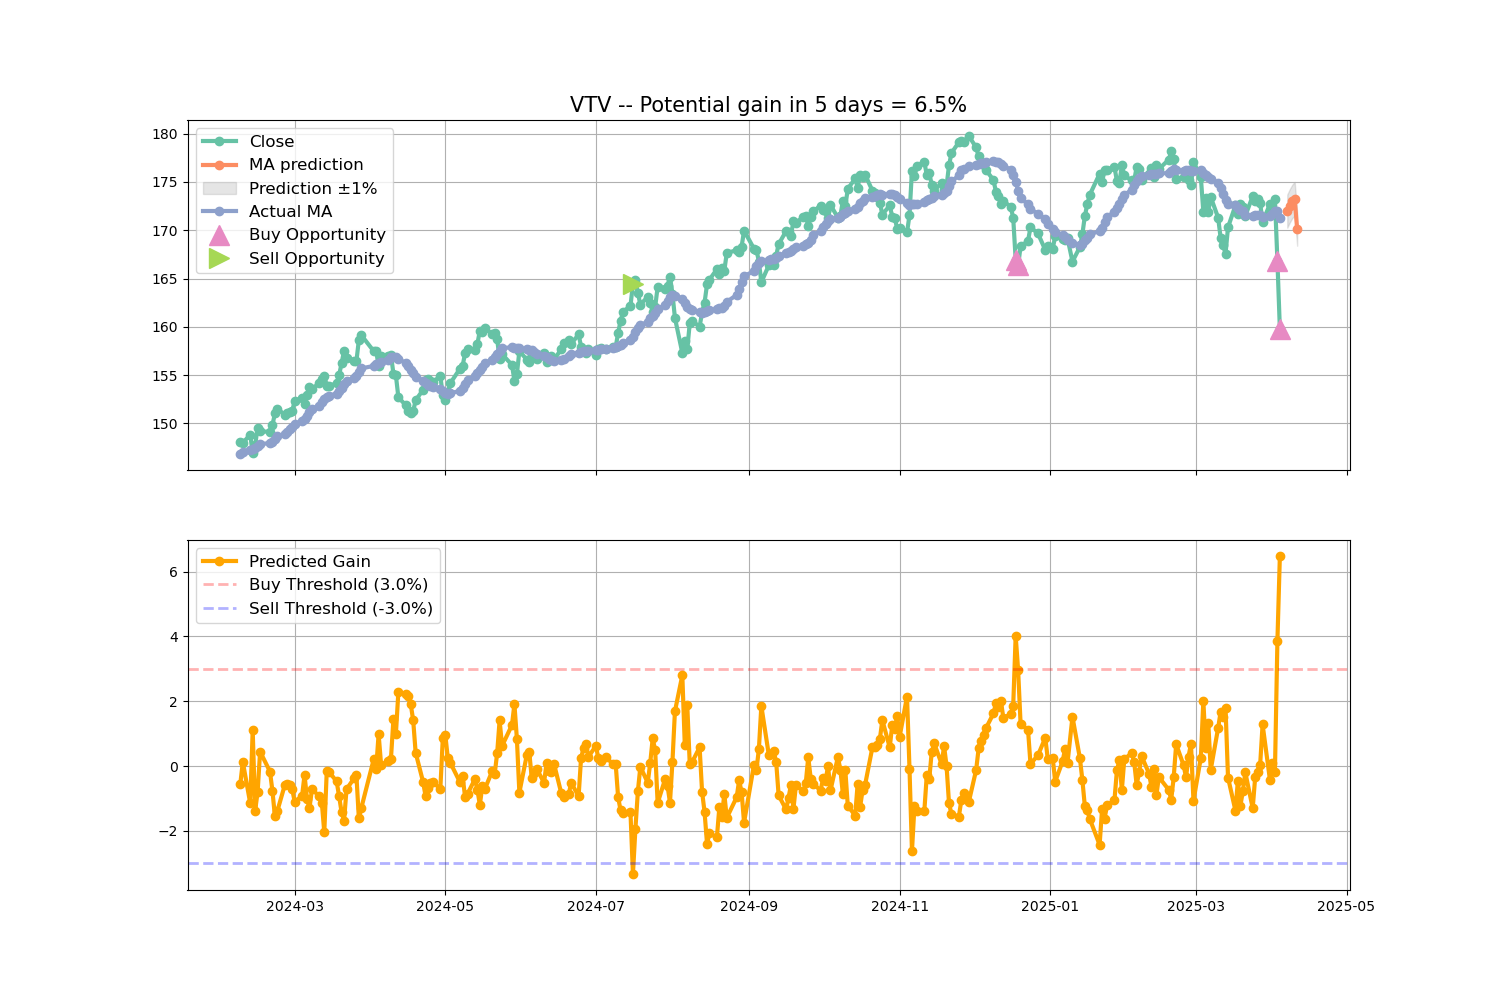 VTV -- Potential gain in 5 days = 6.5%
180
175
170
165
160
155
150
Close
MA prediction
Prediction ±1%
Actual MA
Buy Opportunity
Sell Opportunity
6
4
2
0
−2
Predicted Gain
Buy Threshold (3.0%)
Sell Threshold (-3.0%)
2024-03
2024-05
2024-07
2024-09
2024-11
2025-01
2025-03
2025-05